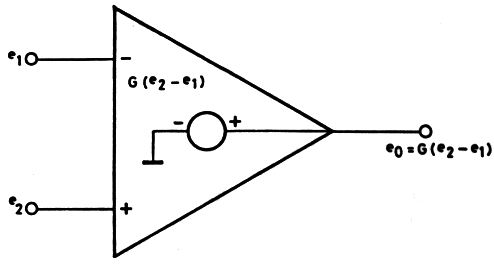 e₁
−
G(e₂−e₁)
− +
e₀=G(e₂−e₁)
e₂
+